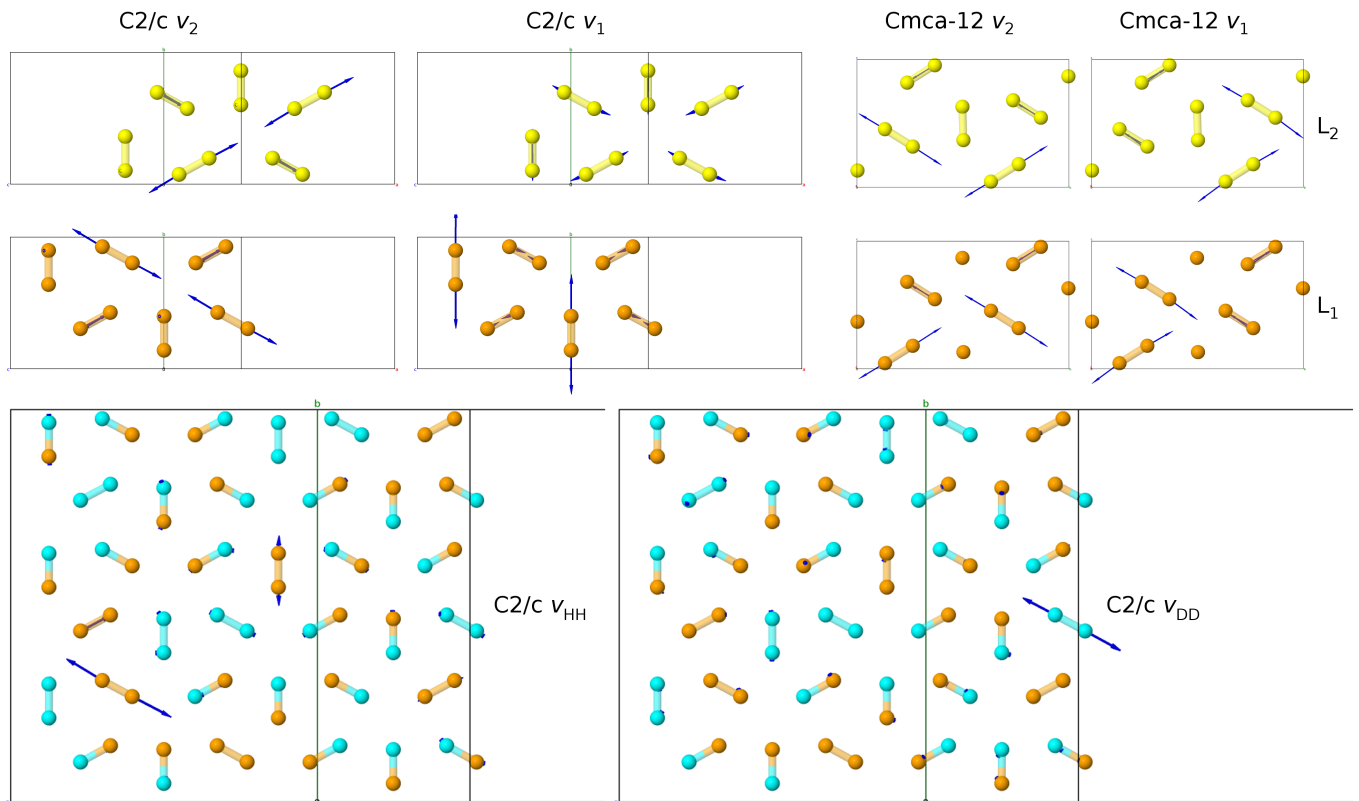 C2/c v2
C2/c v1
Cmca-12 v2
Cmca-12 v1
L2
L1
b
b
C2/c vHH
C2/c vDD